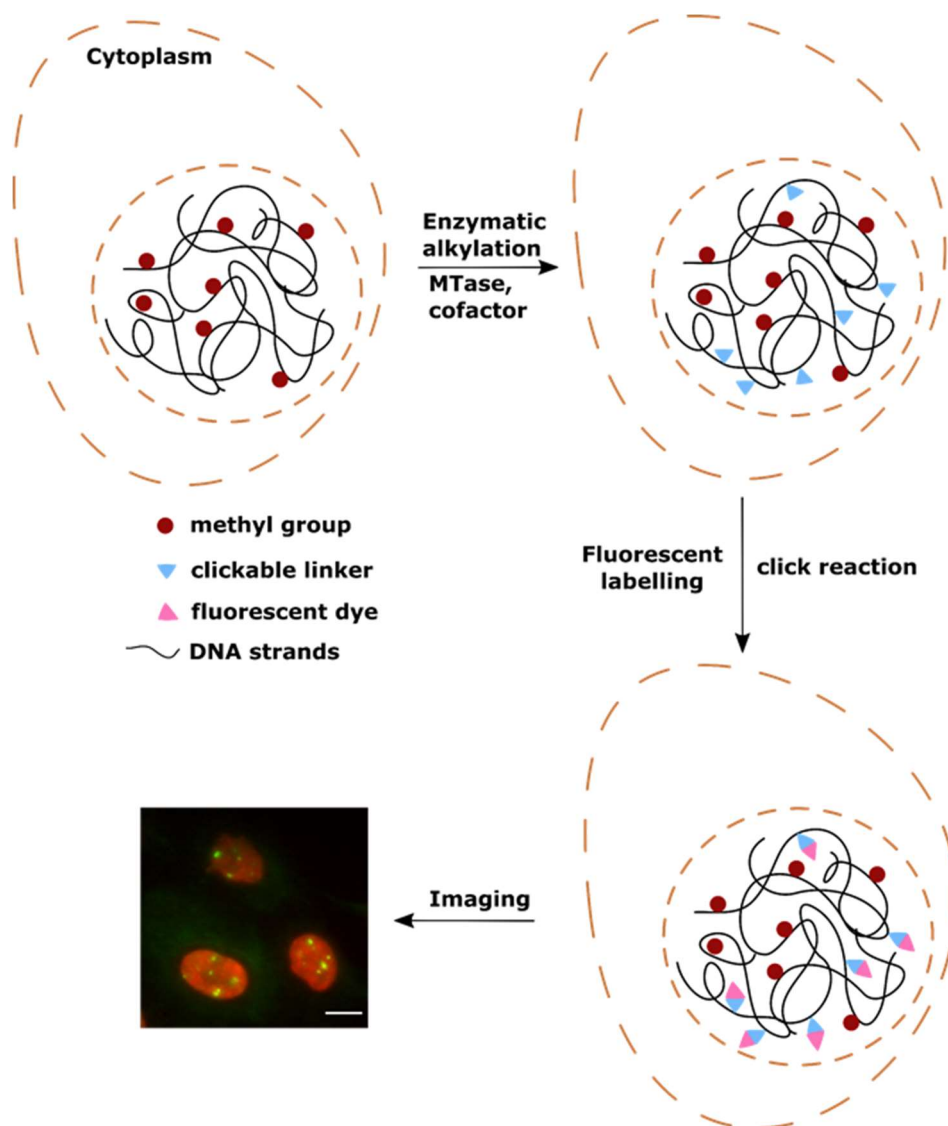 Cytoplasm
Enzymatic
alkylation
MTase,
cofactor
methyl group
clickable linker
fluorescent dye
DNA strands
Fluorescent
labelling
click reaction
Imaging